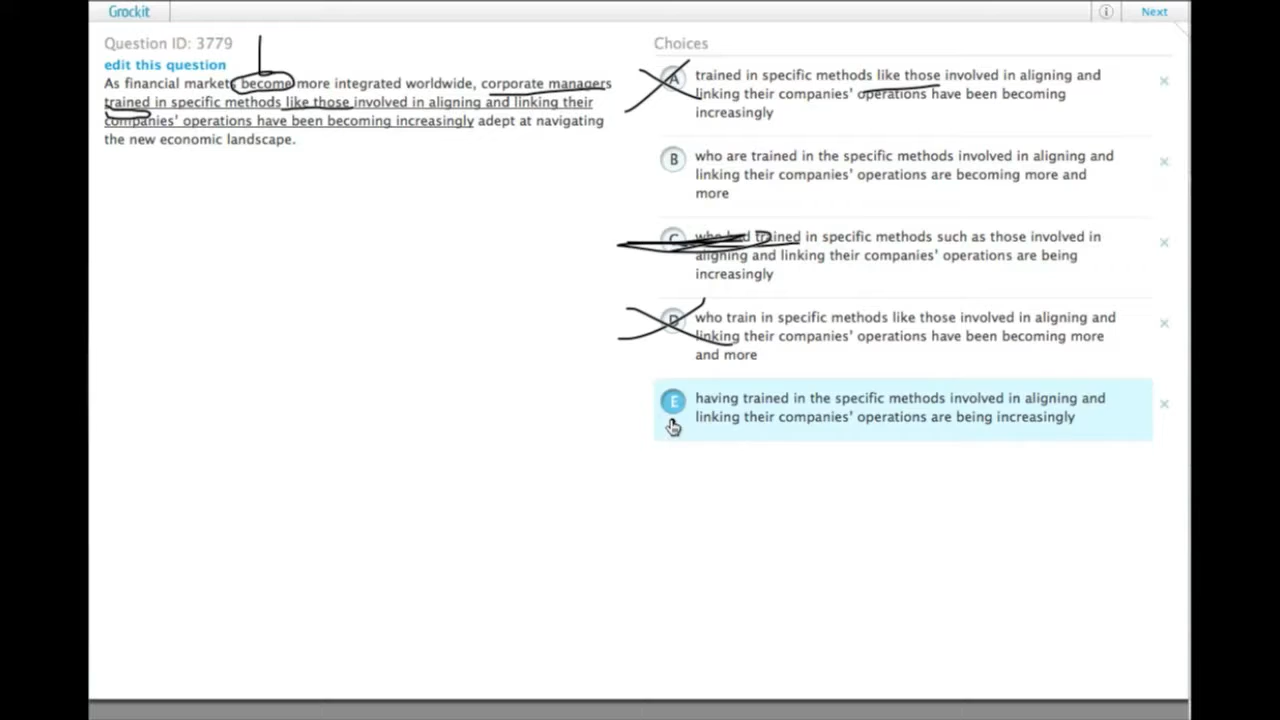 Grockit
Next
Question ID: 3779
edit this question
As financial markets become more integrated worldwide, corporate managers
trained in specific methods like those involved in aligning and linking their
companies' operations have been becoming increasingly adept at navigating
the new economic landscape.
Choices
A trained in specific methods like those involved in aligning and
linking their companies' operations have been becoming
increasingly
B who are trained in the specific methods involved in aligning and
linking their companies' operations are becoming more and
more
C who had trained in specific methods such as those involved in
aligning and linking their companies' operations are being
increasingly
D who train in specific methods like those involved in aligning and
linking their companies' operations have been becoming more
and more
E having trained in the specific methods involved in aligning and
linking their companies' operations are being increasingly